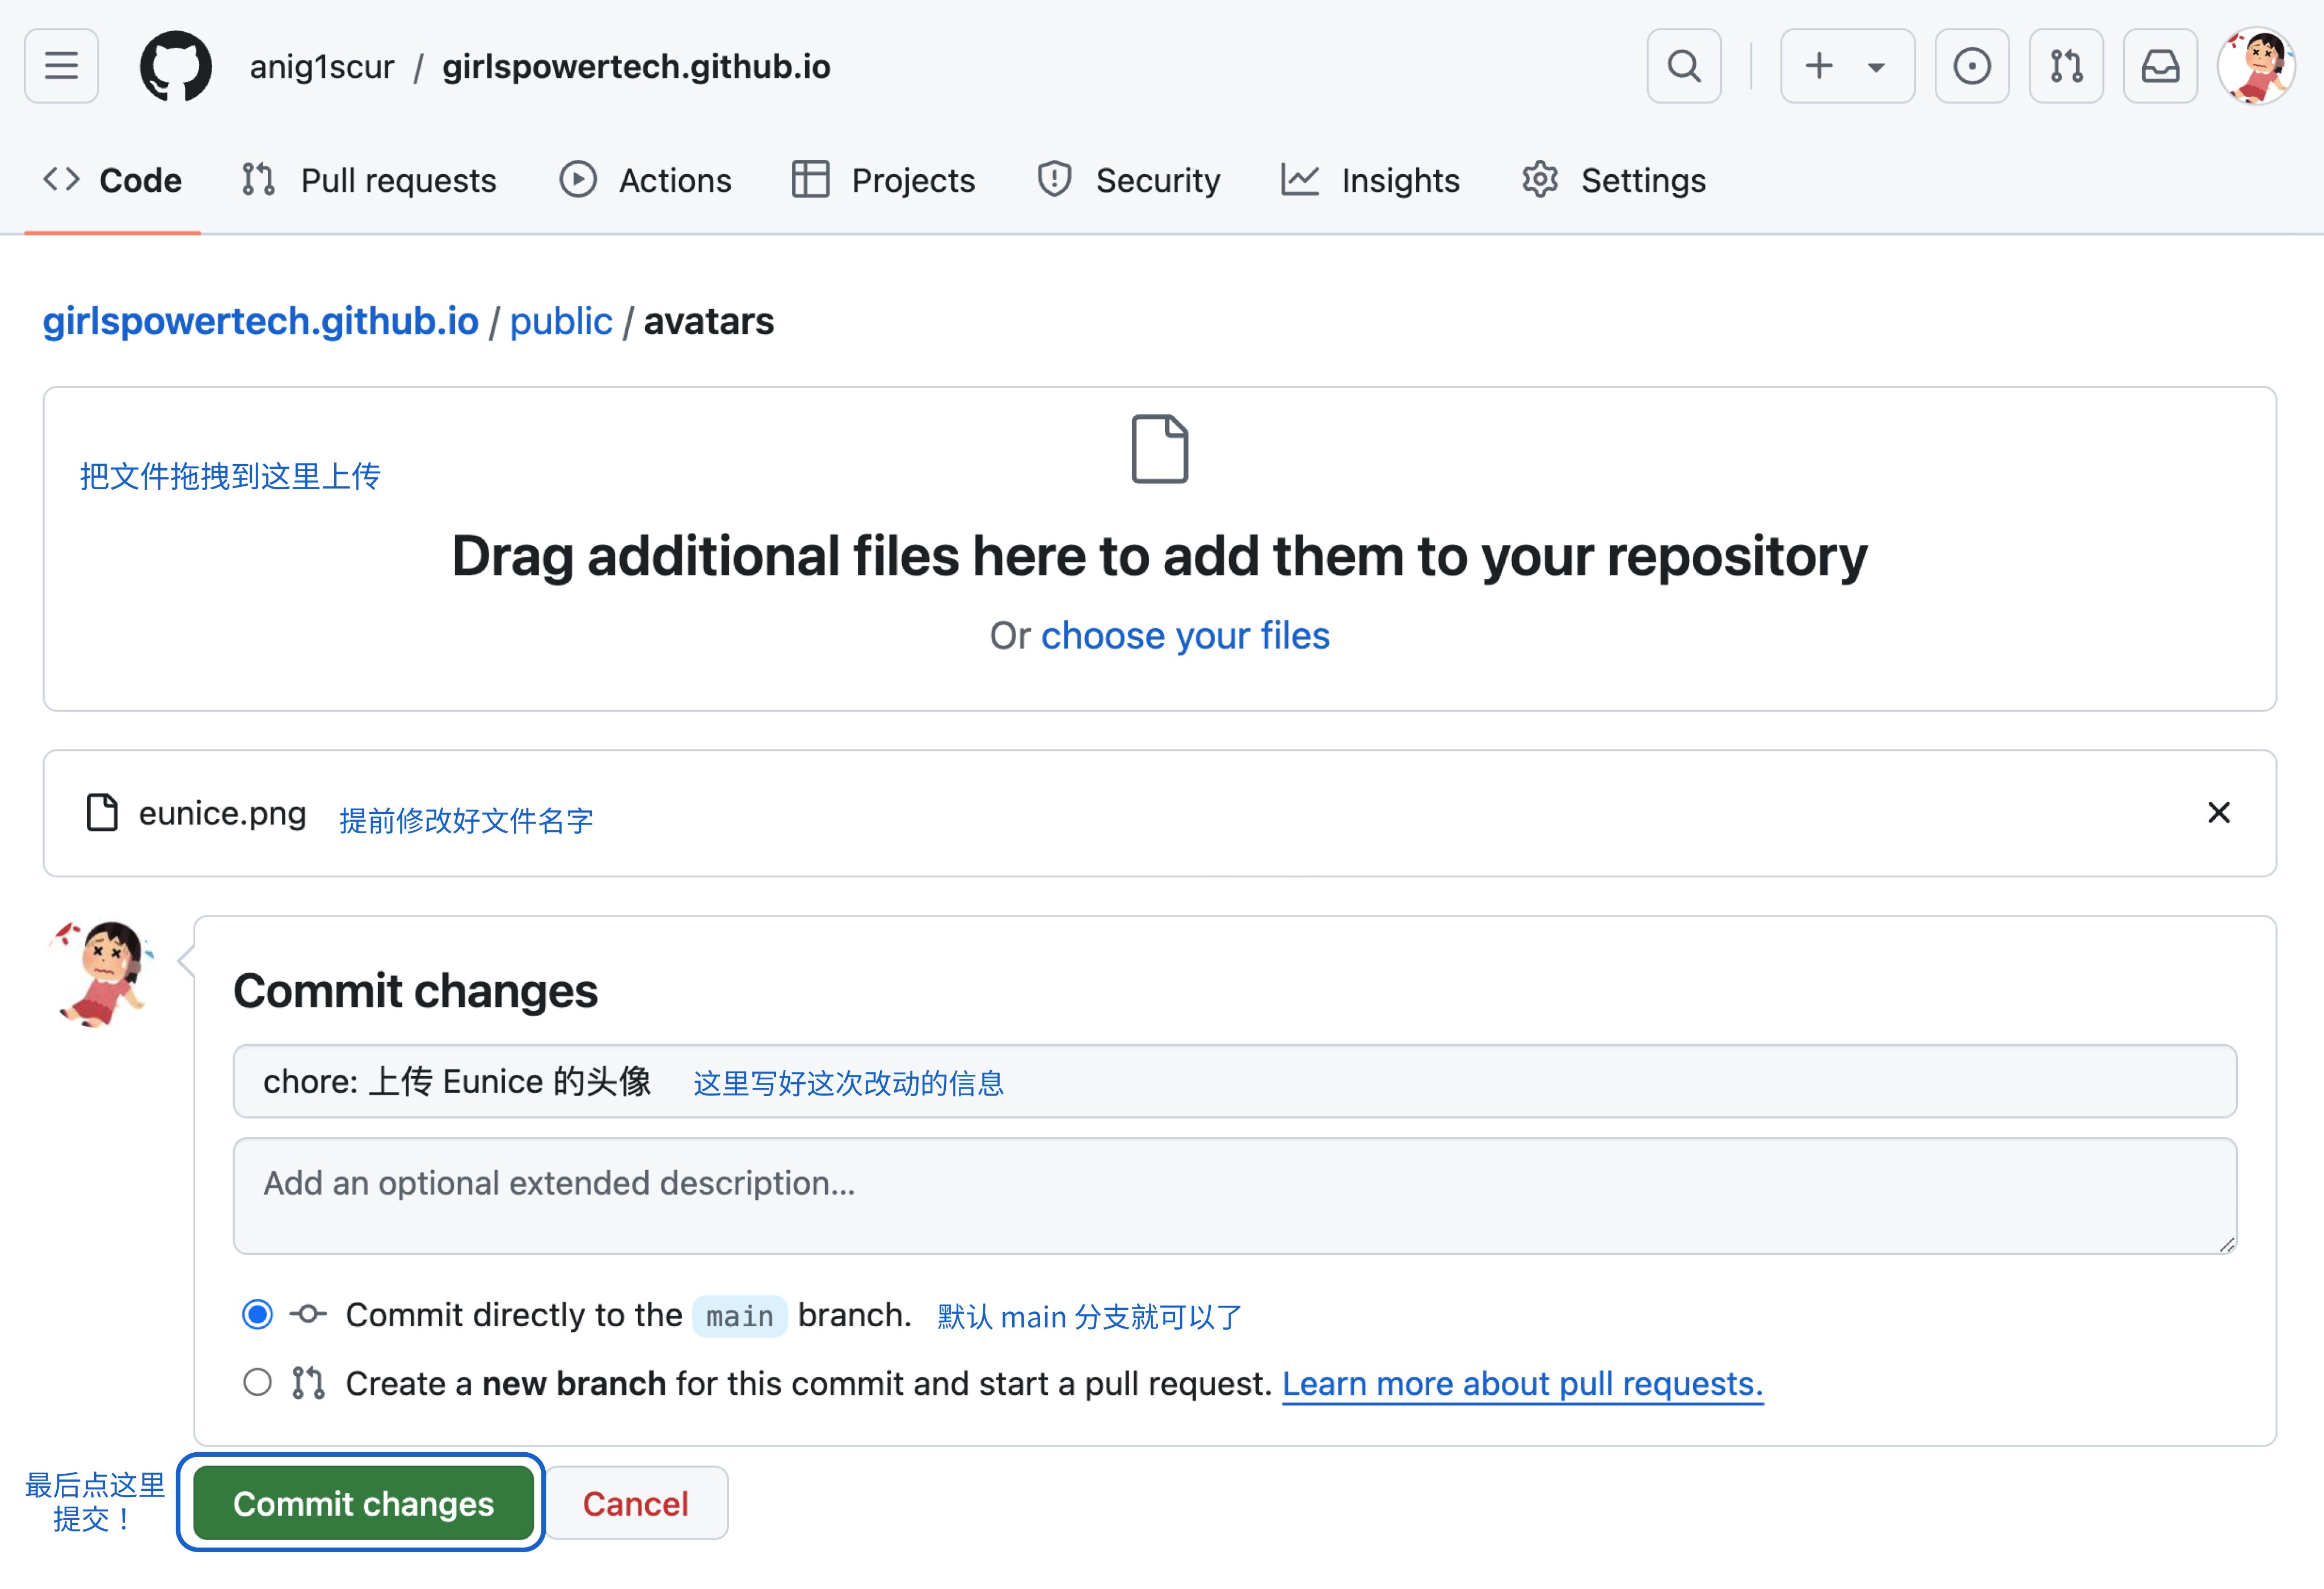 anig1scur / girlspowertech.github.io
Code Pull requests Actions Projects Security Insights Settings
girlspowertech.github.io / public / avatars
把文件拖拽到这里上传
Drag additional files here to add them to your repository
Or choose your files
eunice.png 提前修改好文件名字
Commit changes
chore: 上传 Eunice 的头像 这里写好这次改动的信息
Add an optional extended description...
Commit directly to the main branch. 默认 main 分支就可以了
Create a new branch for this commit and start a pull request. Learn more about pull requests.
最后点这里
提交！
Commit changes Cancel